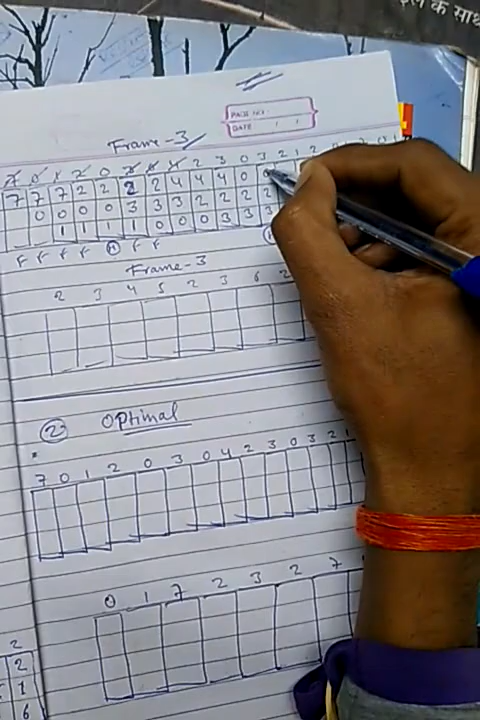 के साथ
PAGE NO.
DATE / /
Frame-3
7 0 1 2 0 3 0 4 2 3 0 3 2 1 2
7 7 7 2 2 2 2 4 4 4 0 0
0 0 0 0 3 3 3 2 2 2
1 1 1 1 0 0 0 3 3
F F F F H F F
Frame-3
2 3 4 5 2 3 6 2
② Optimal
7 0 1 2 0 3 0 4 2 3 0 3 2 1
0 1 7 2 3 2 7
2
2
1
6